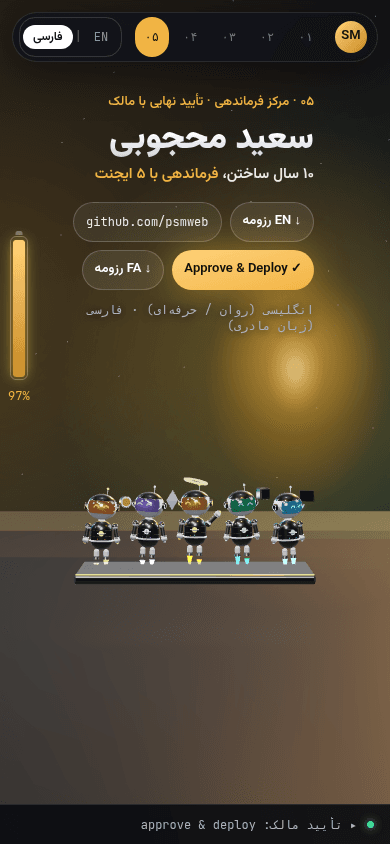 SM ۰۱ ۰۲ ۰۳ ۰۴ ۰۵ EN | فارسی
۰۵ · مرکز فرماندهی · تأیید نهایی با مالک
سعید محجوبی
۱۰ سال ساختن، فرماندهی با ۵ ایجنت
↓ EN رزومه github.com/psmweb
Approve & Deploy ✓ ↓ FA رزومه
انگلیسی (روان / حرفه‌ای) · فارسی
(زبان مادری)
97%
▸ تأیید مالک: approve & deploy